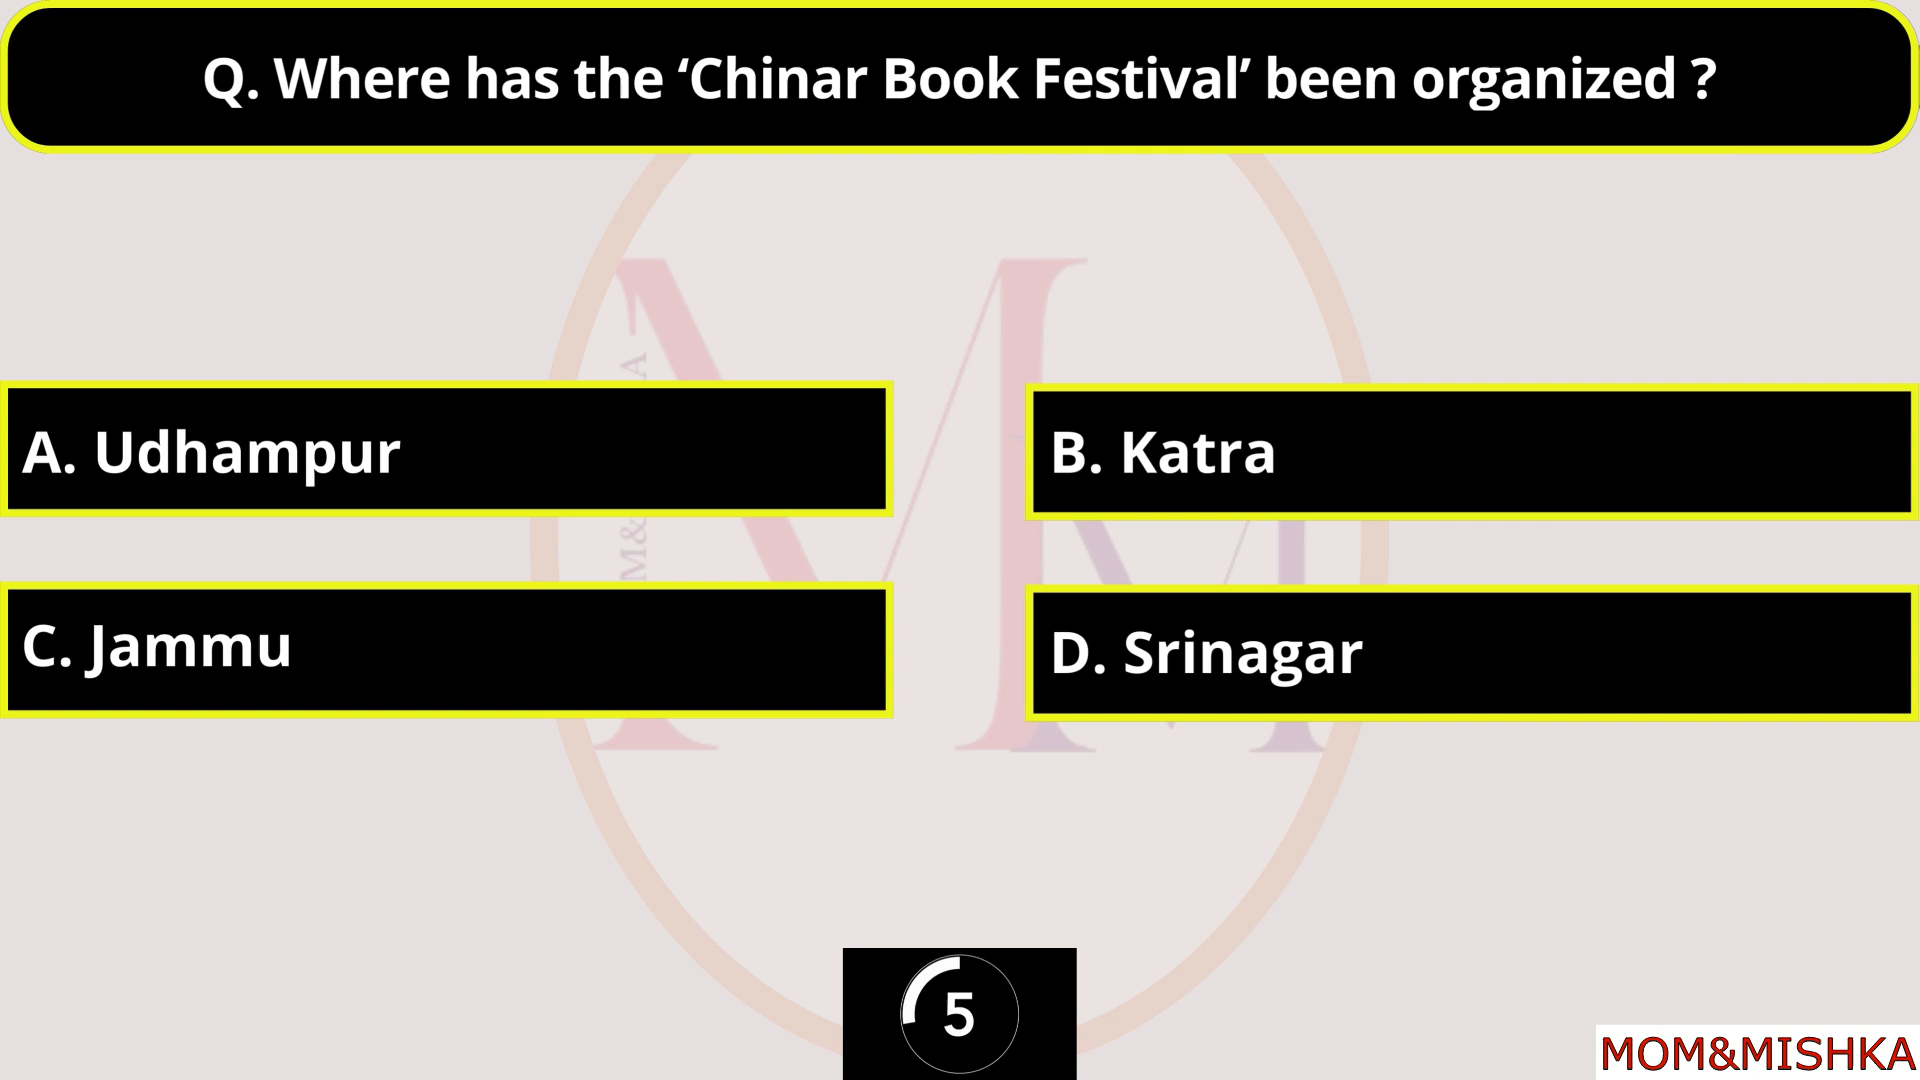 Q. Where has the ‘Chinar Book Festival’ been organized ?
A. Udhampur
B. Katra
C. Jammu
D. Srinagar
M&
A
5
MOM&MISHKA